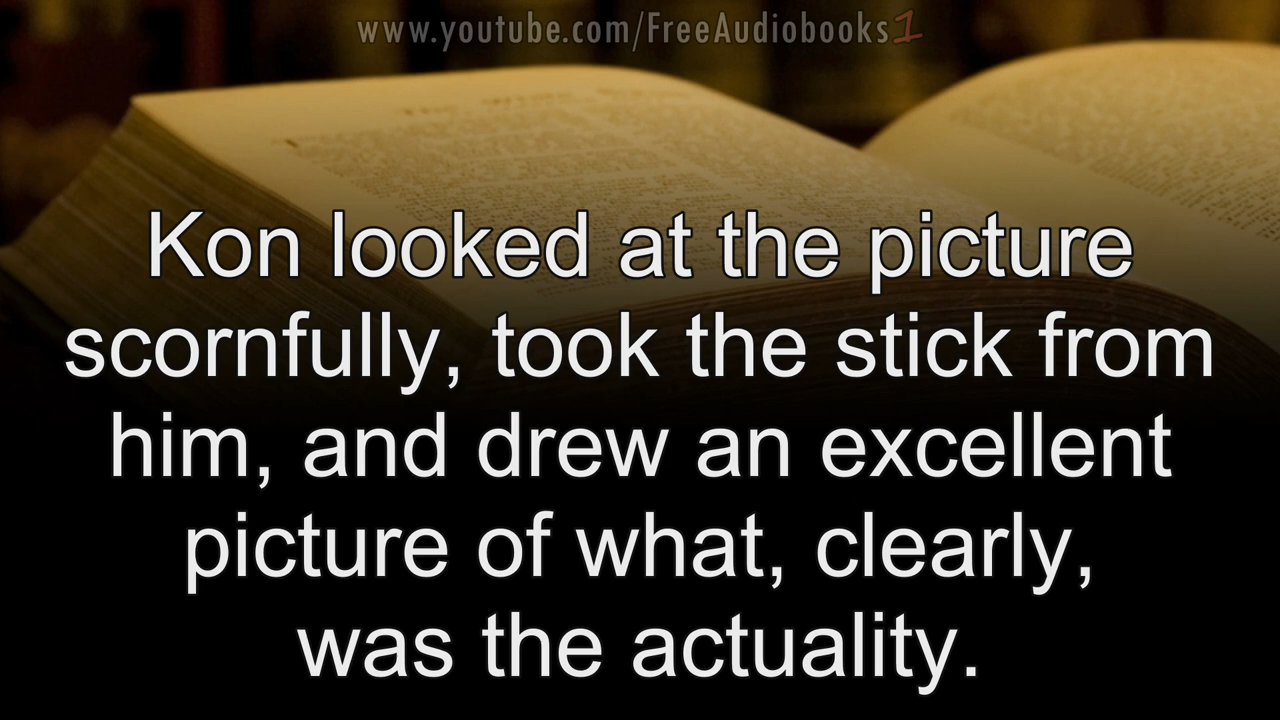 www.youtube.com/FreeAudiobooks1
Kon looked at the picture
scornfully, took the stick from
him, and drew an excellent
picture of what, clearly,
was the actuality.